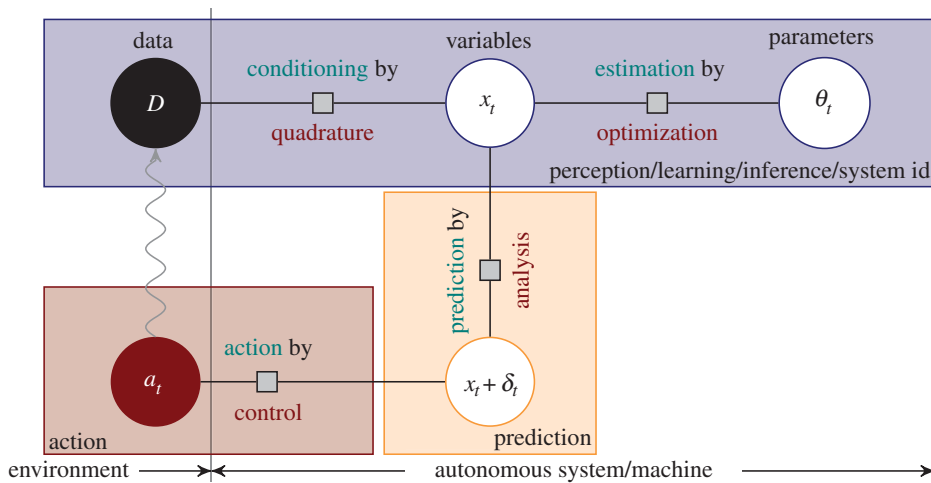 data
variables
parameters
conditioning by
estimation by
D
x_t
θ_t
quadrature
optimization
perception/learning/inference/system id
prediction by
analysis
action by
a_t
x_t + δ_t
control
action
prediction
environment
autonomous system/machine